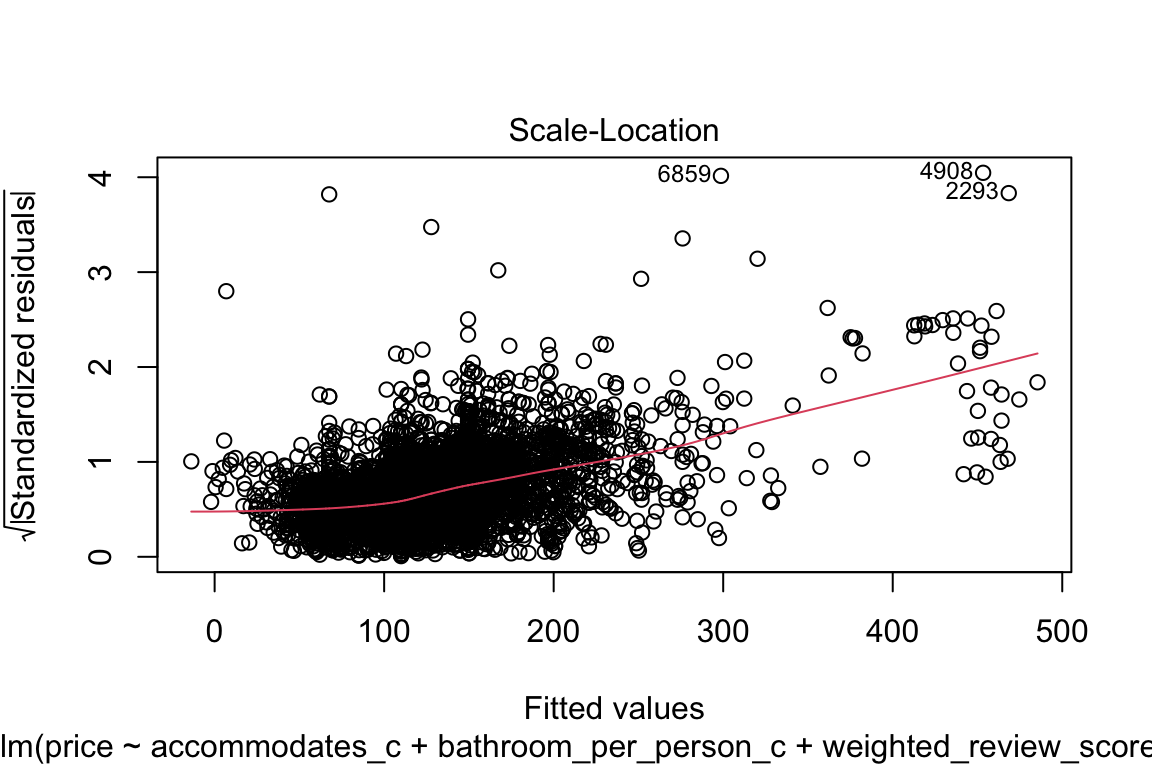 Scale-Location
√|Standardized residuals|
4
3
2
1
0
6859
4908
2293
0 100 200 300 400 500
Fitted values
lm(price ~ accommodates_c + bathroom_per_person_c + weighted_review_score